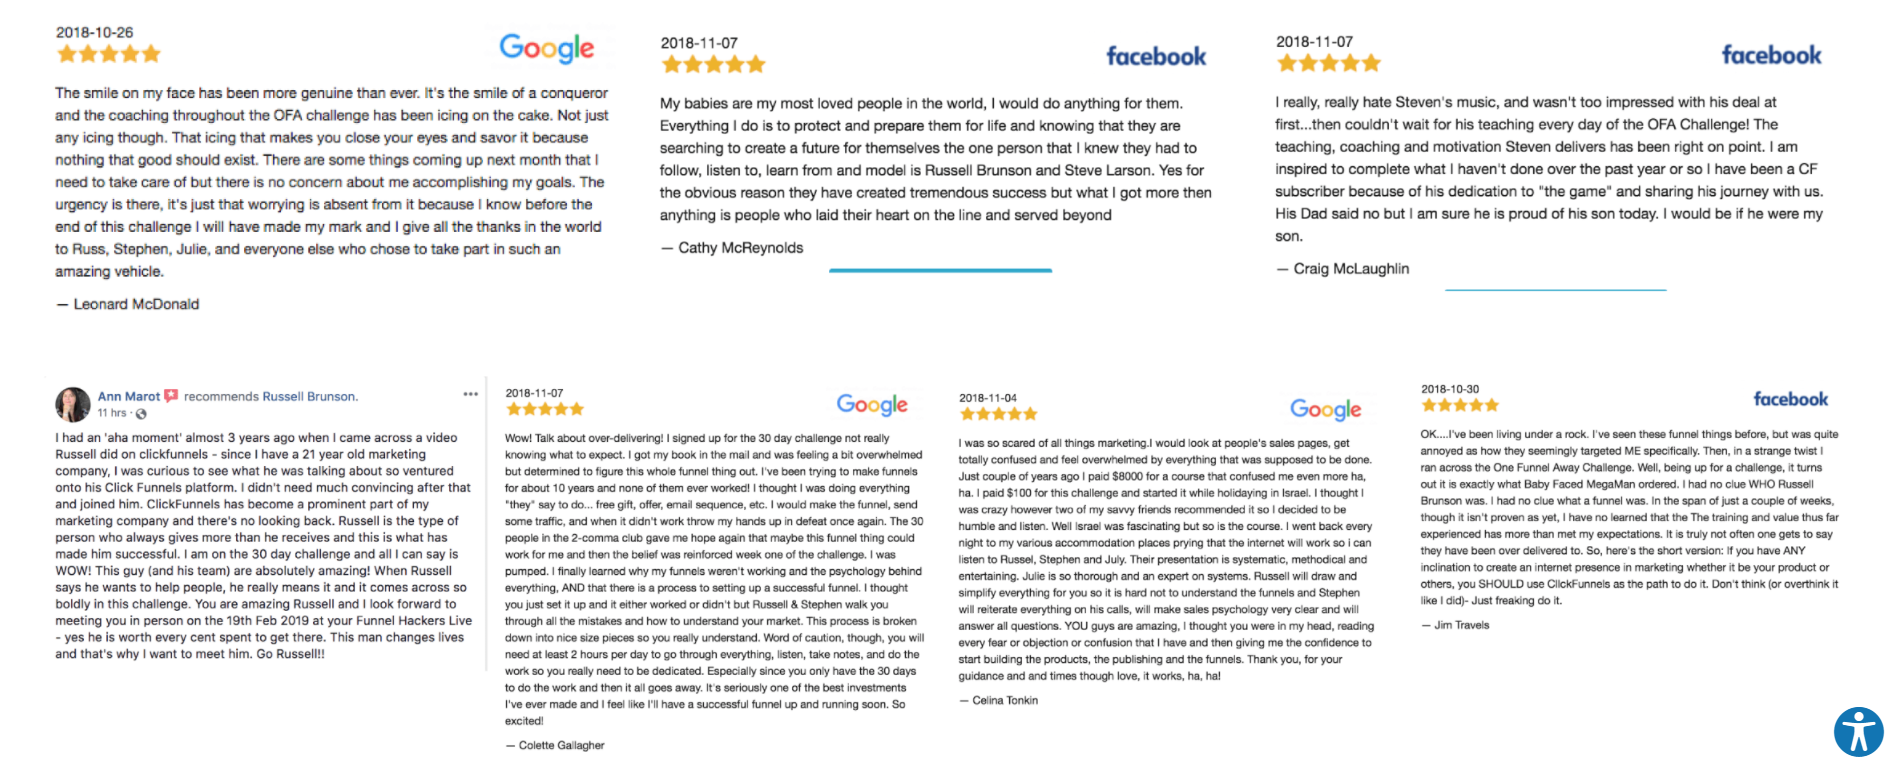 2018-10-26
Google
The smile on my face has been more genuine than ever. It's the smile of a conqueror
and the coaching throughout the OFA challenge has been icing on the cake. Not just
any icing though. That icing that makes you close your eyes and savor it because
nothing that good should exist. There are some things coming up next month that I
need to take care of but there is no concern about me accomplishing my goals. The
urgency is there, it's just that worrying is absent from it because I know before the
end of this challenge I will have made my mark and I give all the thanks in the world
to Russ, Stephen, Julie, and everyone else who chose to take part in such an
amazing vehicle.
— Leonard McDonald
2018-11-07
facebook
My babies are my most loved people in the world, I would do anything for them.
Everything I do is to protect and prepare them for life and knowing that they are
searching to create a future for themselves the one person that I knew they had to
follow, listen to, learn from and model is Russell Brunson and Steve Larson. Yes for
the obvious reason they have created tremendous success but what I got more then
anything is people who laid their heart on the line and served beyond
— Cathy McReynolds
2018-11-07
facebook
I really, really hate Steven's music, and wasn't too impressed with his deal at
first...then couldn't wait for his teaching every day of the OFA Challenge! The
teaching, coaching and motivation Steven delivers has been right on point. I am
inspired to complete what I haven't done over the past year or so I have been a CF
subscriber because of his dedication to "the game" and sharing his journey with us.
His Dad said no but I am sure he is proud of his son today. I would be if he were my
son.
— Craig McLaughlin
Ann Marot recommends Russell Brunson.
11 hrs ·
I had an 'aha moment' almost 3 years ago when I came across a video
Russell did on clickfunnels - since I have a 21 year old marketing
company, I was curious to see what he was talking about so ventured
onto his Click Funnels platform. I didn't need much convincing after that
and joined him. ClickFunnels has become a prominent part of my
marketing company and there's no looking back. Russell is the type of
person who always gives more than he receives and this is what has
made him successful. I am on the 30 day challenge and all I can say is
WOW! This guy (and his team) are absolutely amazing! When Russell
says he wants to help people, he really means it and it comes across so
boldly in this challenge. You are amazing Russell and I look forward to
meeting you in person on the 19th Feb 2019 at your Funnel Hackers Live
- yes he is worth every cent spent to get there. This man changes lives
and that's why I want to meet him. Go Russell!!
2018-11-07
Google
Wow! Talk about over-delivering! I signed up for the 30 day challenge not really
knowing what to expect. I got my book in the mail and was feeling a bit overwhelmed
but determined to figure this whole funnel thing out. I've been trying to make funnels
for about 10 years and none of them ever worked! I thought I was doing everything
"they" say to do... free gift, offer, email sequence, etc. I would make the funnel, send
some traffic, and when it didn't work throw my hands up in defeat once again. The 30
people in the 2-comma club gave me hope again that maybe this funnel thing could
work for me and then the belief was reinforced week one of the challenge. I was
pumped. I finally learned why my funnels weren't working and the psychology behind
everything, AND that there is a process to setting up a successful funnel. I thought
you just set it up and it either worked or didn't but Russell & Stephen walk you
through all the mistakes and how to understand your market. This process is broken
down into nice size pieces so you really understand. Word of caution, though, you will
need at least 2 hours per day to go through everything, listen, take notes, and do the
work so you really need to be dedicated. Especially since you only have the 30 days
to do the work and then it all goes away. It's seriously one of the best investments
I've ever made and I feel like I'll have a successful funnel up and running soon. So
excited!
— Colette Gallagher
2018-11-04
Google
I was so scared of all things marketing.I would look at people's sales pages, get
totally confused and feel overwhelmed by everything that was supposed to be done.
Just couple of years ago I paid $8000 for a course that confused me even more ha,
ha. I paid $100 for this challenge and started it while holidaying in Israel. I thought I
was crazy however two of my savvy friends recommended it so I decided to be
humble and listen. Well Israel was fascinating but so is the course. I went back every
night to my various accommodation places prying that the internet will work so i can
listen to Russel, Stephen and July. Their presentation is systematic, methodical and
entertaining. Julie is so thorough and an expert on systems. Russell will draw and
simplify everything for you so it is hard not to understand the funnels and Stephen
will reiterate everything on his calls, will make sales psychology very clear and will
answer all questions. YOU guys are amazing, I thought you were in my head, reading
every fear or objection or confusion that I have and then giving me the confidence to
start building the products, the publishing and the funnels. Thank you, for your
guidance and and times though love, it works, ha, ha!
— Celina Tonkin
2018-10-30
facebook
OK....I've been living under a rock. I've seen these funnel things before, but was quite
annoyed as how they seemingly targeted ME specifically. Then, in a strange twist I
ran across the One Funnel Away Challenge. Well, being up for a challenge, it turns
out it is exactly what Baby Faced MegaMan ordered. I had no clue WHO Russell
Brunson was. I had no clue what a funnel was. In the span of just a couple of weeks,
though it isn't proven as yet, I have no learned that the The training and value thus far
experienced has more than met my expectations. It is truly not often one gets to say
they have been over delivered to. So, here's the short version: If you have ANY
inclination to create an internet presence in marketing whether it be your product or
others, you SHOULD use ClickFunnels as the path to do it. Don't think (or overthink it
like I did)- Just freaking do it.
— Jim Travels